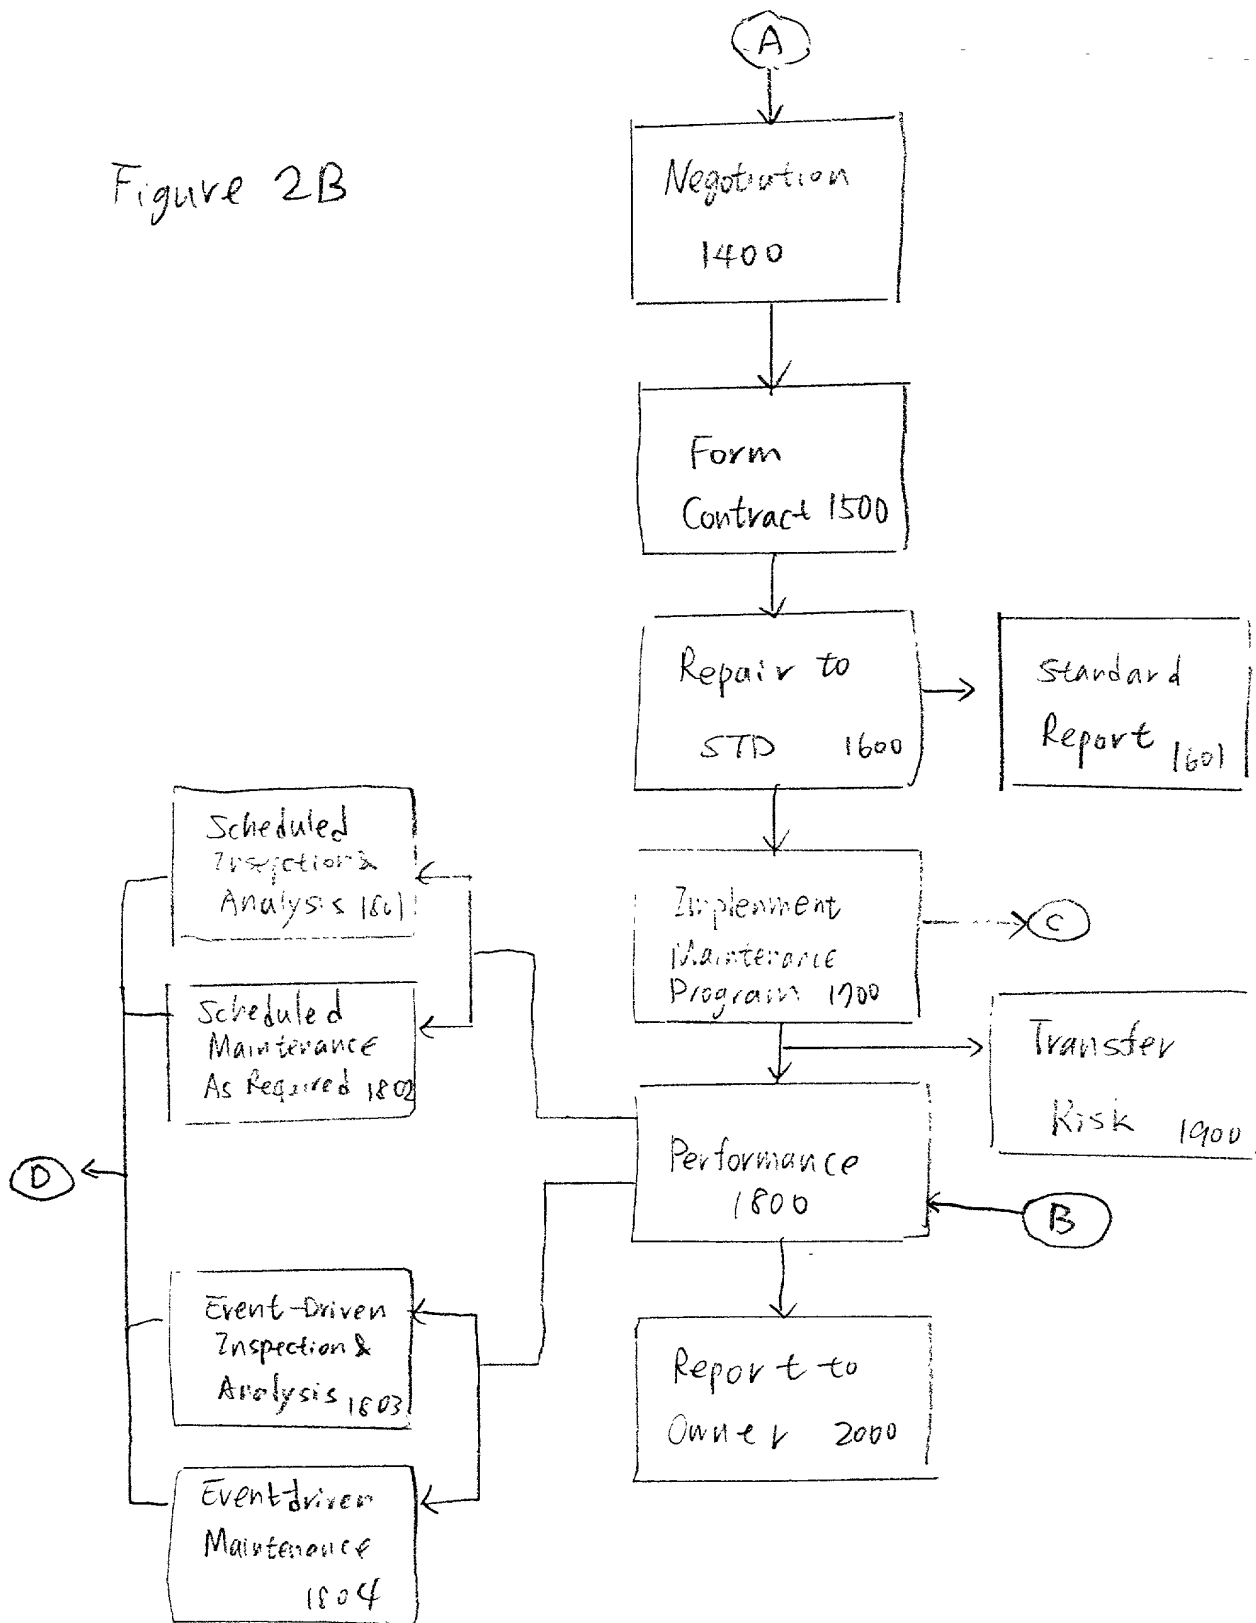 A
Figure 2B
Negotiation
1400
Form
Contract 1500
Repair to
STD 1600
Standard
Report 1601
Scheduled
Insejction &
Analysis 1801
Implenment
Maintenance
Program 1700
C
Scheduled
Maintenance
As Required 1802
Transfer
Risk 1900
D
Performance
1800
B
Event-Driven
Inspection &
Analysis 1803
Report to
Owner 2000
Event-driven
Maintenance
1804